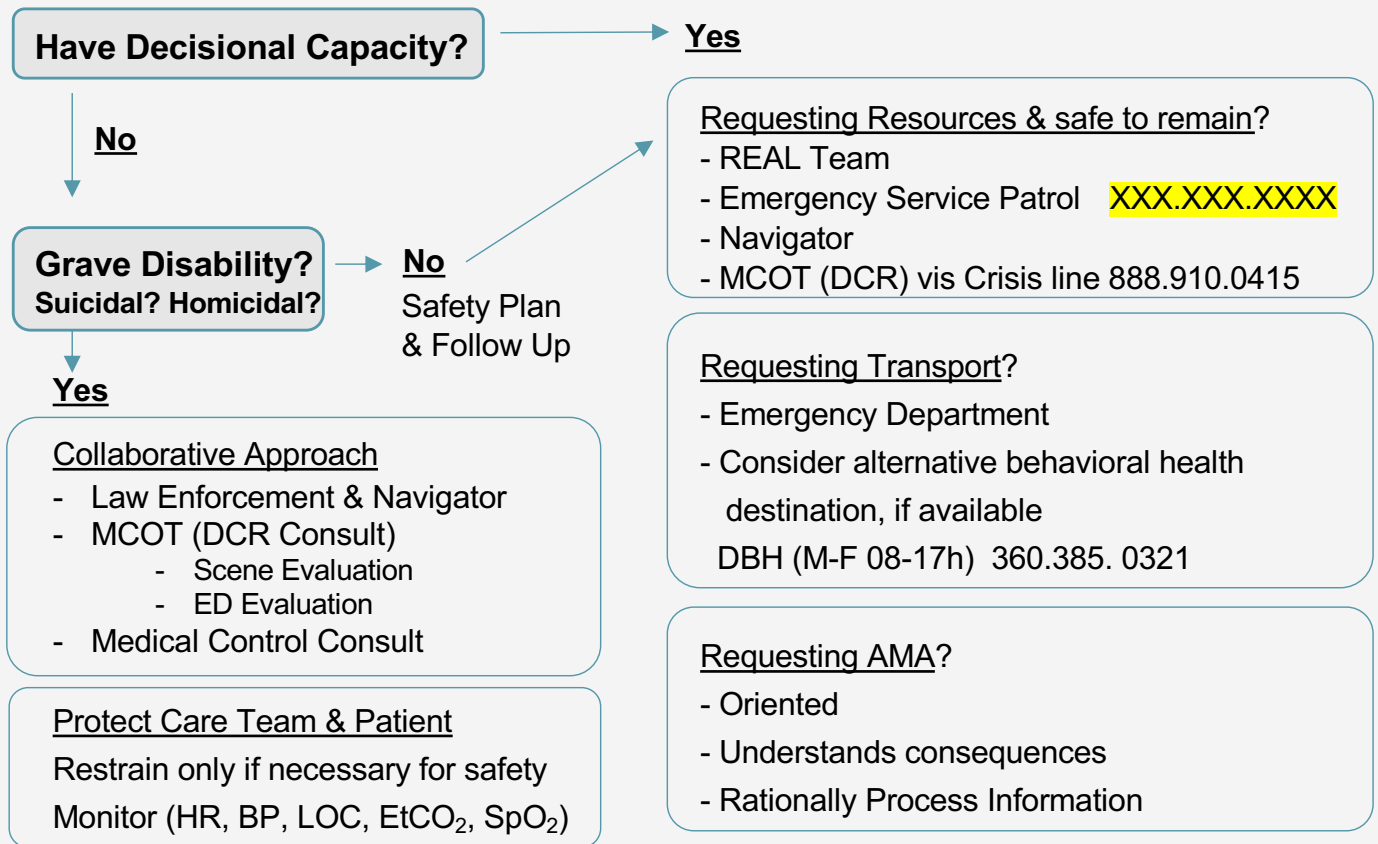 Have Decisional Capacity?
Yes
No
Grave Disability?
Suicidal? Homicidal?
No
Safety Plan
& Follow Up
Yes
Collaborative Approach
- Law Enforcement & Navigator
- MCOT (DCR Consult)
- Scene Evaluation
- ED Evaluation
- Medical Control Consult
Protect Care Team & Patient
Restrain only if necessary for safety
Monitor (HR, BP, LOC, EtCO₂, SpO₂)
Requesting Resources & safe to remain?
- REAL Team
- Emergency Service Patrol XXX.XXX.XXXX
- Navigator
- MCOT (DCR) vis Crisis line 888.910.0415
Requesting Transport?
- Emergency Department
- Consider alternative behavioral health
destination, if available
DBH (M-F 08-17h) 360.385. 0321
Requesting AMA?
- Oriented
- Understands consequences
- Rationally Process Information